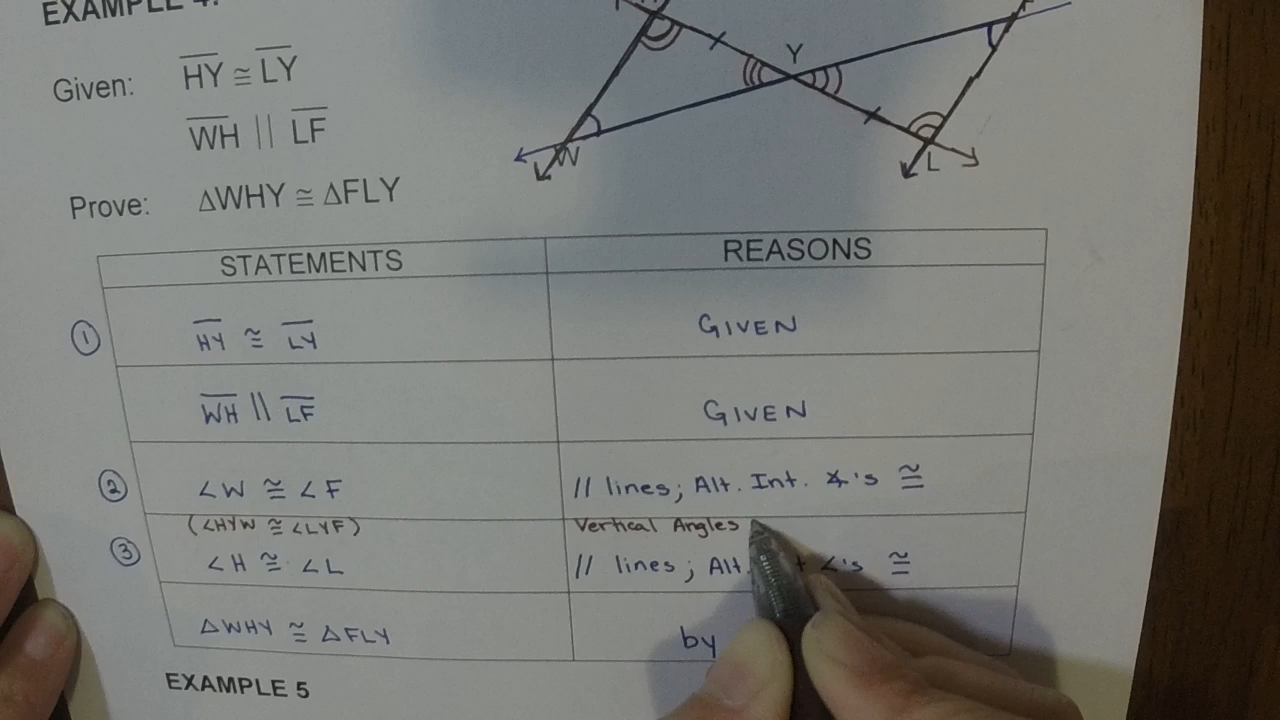 EXAMPLE 4:
Given: HY ≅ LY
WH || LF
Prove: ΔWHY ≅ ΔFLY
Y
W
L
STATEMENTS REASONS
① HY ≅ LY GIVEN
WH || LF GIVEN
② ∠W ≅ ∠F // lines; Alt. Int. ∡'s ≅
(∠HYW ≅ ∠LYF) Vertical Angles
③ ∠H ≅ ∠L // lines; Alt ∠'s ≅
ΔWHY ≅ ΔFLY by
EXAMPLE 5